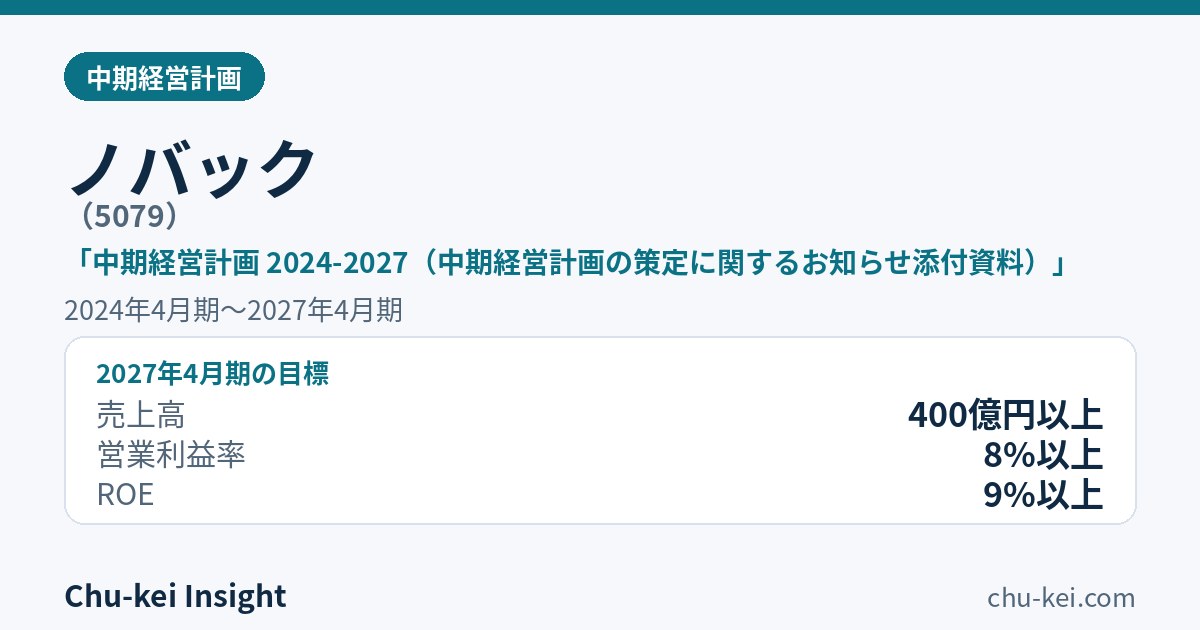 中期経営計画
ノバック
（5079）
「中期経営計画 2024-2027（中期経営計画の策定に関するお知らせ添付資料）」
2024年4月期～2027年4月期
2027年4月期の目標
売上高 400億円以上
営業利益率 8%以上
ROE 9%以上
Chu-kei Insight chu-kei.com